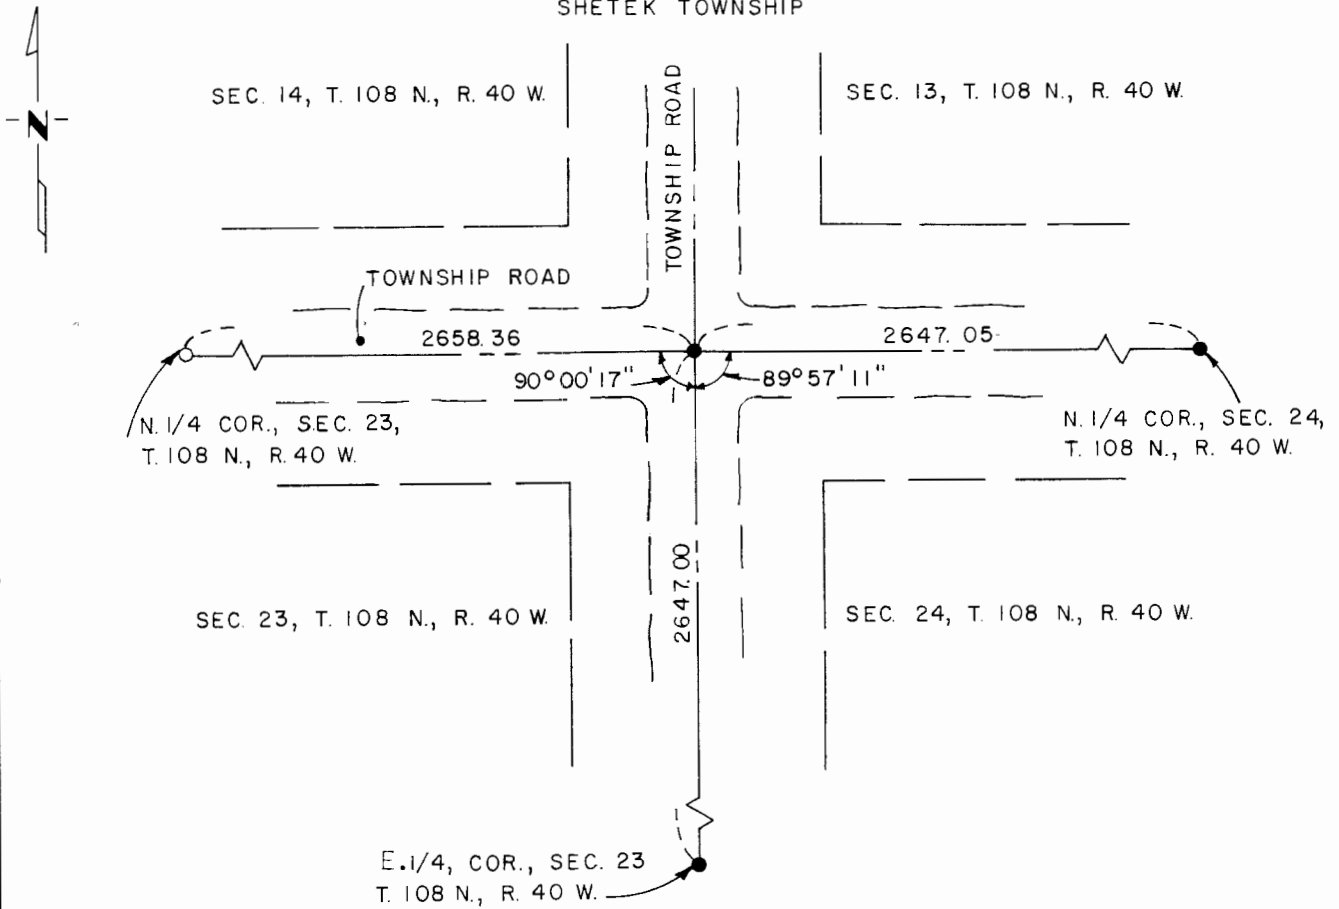 SHETEK TOWNSHIP
SEC. 14, T. 108 N., R. 40 W.
TOWNSHIP ROAD
SEC. 13, T. 108 N., R. 40 W.
N
TOWNSHIP ROAD
2658.36
2647.05
90°00'17"
89°57'11"
N. 1/4 COR., SEC. 23,
T. 108 N., R. 40 W.
N. 1/4 COR., SEC. 24,
T. 108 N., R. 40 W.
2647.00
SEC. 23, T. 108 N., R. 40 W.
SEC. 24, T. 108 N., R. 40 W.
E. 1/4, COR., SEC. 23
T. 108 N., R. 40 W.